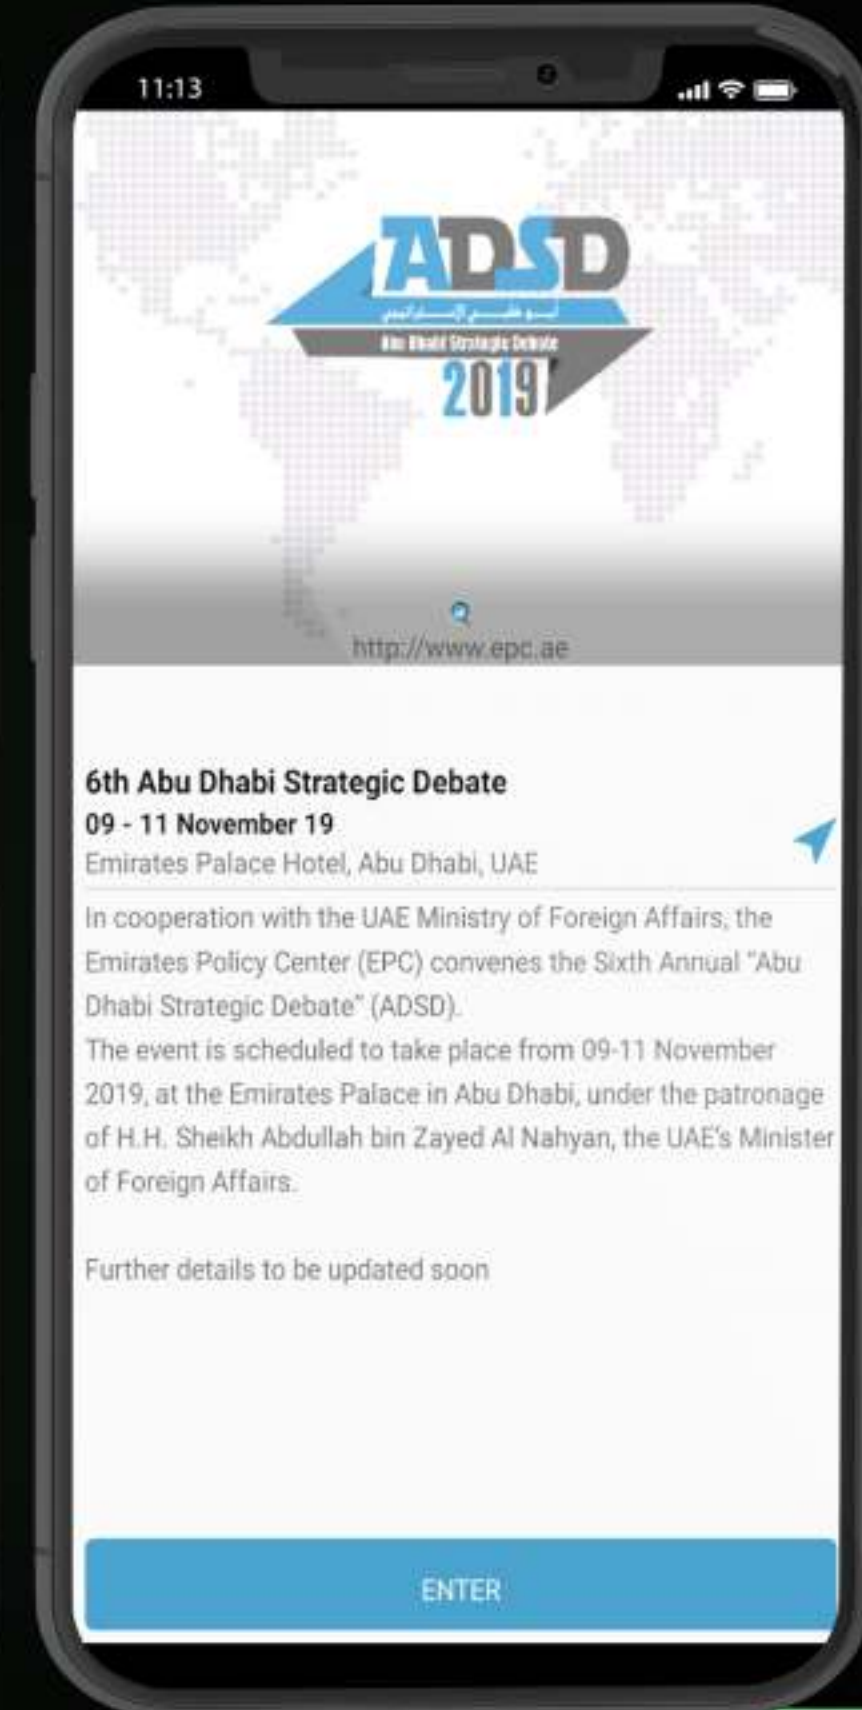 11:13
ADSD
Abu Dhabi Strategic Debate
2019
http://www.epc.ae
6th Abu Dhabi Strategic Debate
09 - 11 November 19
Emirates Palace Hotel, Abu Dhabi, UAE
In cooperation with the UAE Ministry of Foreign Affairs, the
Emirates Policy Center (EPC) convenes the Sixth Annual "Abu
Dhabi Strategic Debate" (ADSD).
The event is scheduled to take place from 09-11 November
2019, at the Emirates Palace in Abu Dhabi, under the patronage
of H.H. Sheikh Abdullah bin Zayed Al Nahyan, the UAE's Minister
of Foreign Affairs.
Further details to be updated soon
ENTER